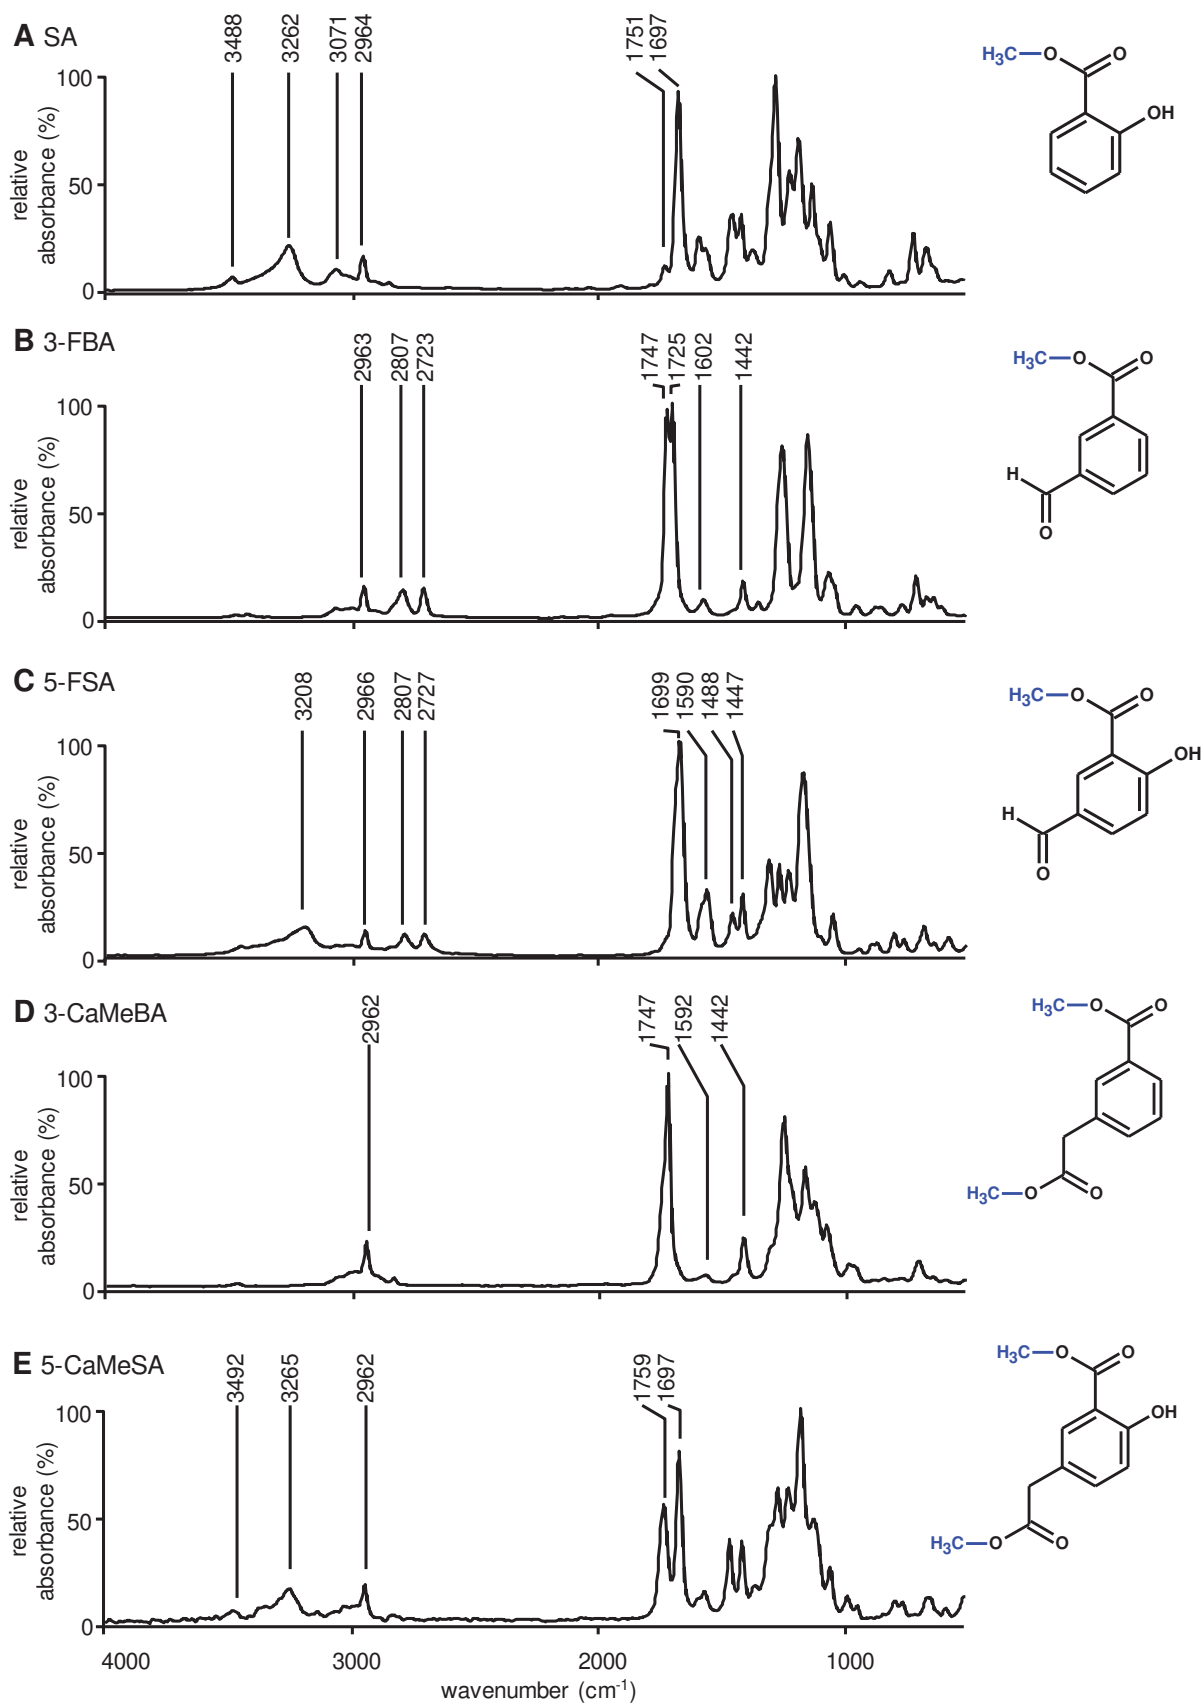 A SA
3488
3262
3071
2964
1751
1697
relative
absorbance (%)
100
50
0
H₃C
O
O
OH
B 3-FBA
2963
2807
2723
1747
1725
1602
1442
relative
absorbance (%)
100
50
0
H₃C
O
O
H
O
C 5-FSA
3208
2966
2807
2727
1699
1590
1488
1447
relative
absorbance (%)
100
50
0
H₃C
O
O
OH
H
O
D 3-CaMeBA
2962
1747
1592
1442
relative
absorbance (%)
100
50
0
H₃C
O
O
H₃C
O
O
E 5-CaMeSA
3492
3265
2962
1759
1697
relative
absorbance (%)
100
50
0
H₃C
O
O
OH
H₃C
O
O
4000 3000 2000 1000
wavenumber (cm⁻¹)